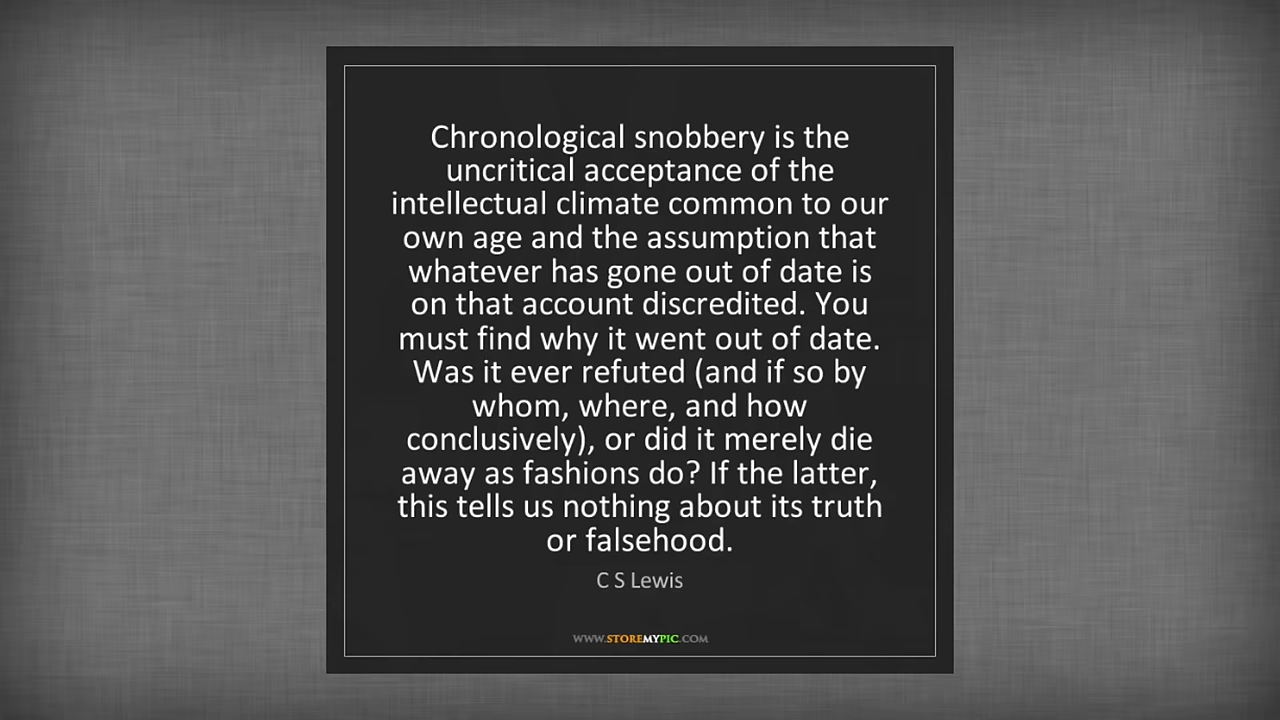 Chronological snobbery is the
uncritical acceptance of the
intellectual climate common to our
own age and the assumption that
whatever has gone out of date is
on that account discredited. You
must find why it went out of date.
Was it ever refuted (and if so by
whom, where, and how
conclusively), or did it merely die
away as fashions do? If the latter,
this tells us nothing about its truth
or falsehood.
C S Lewis
WWW.STOREMYPIC.COM